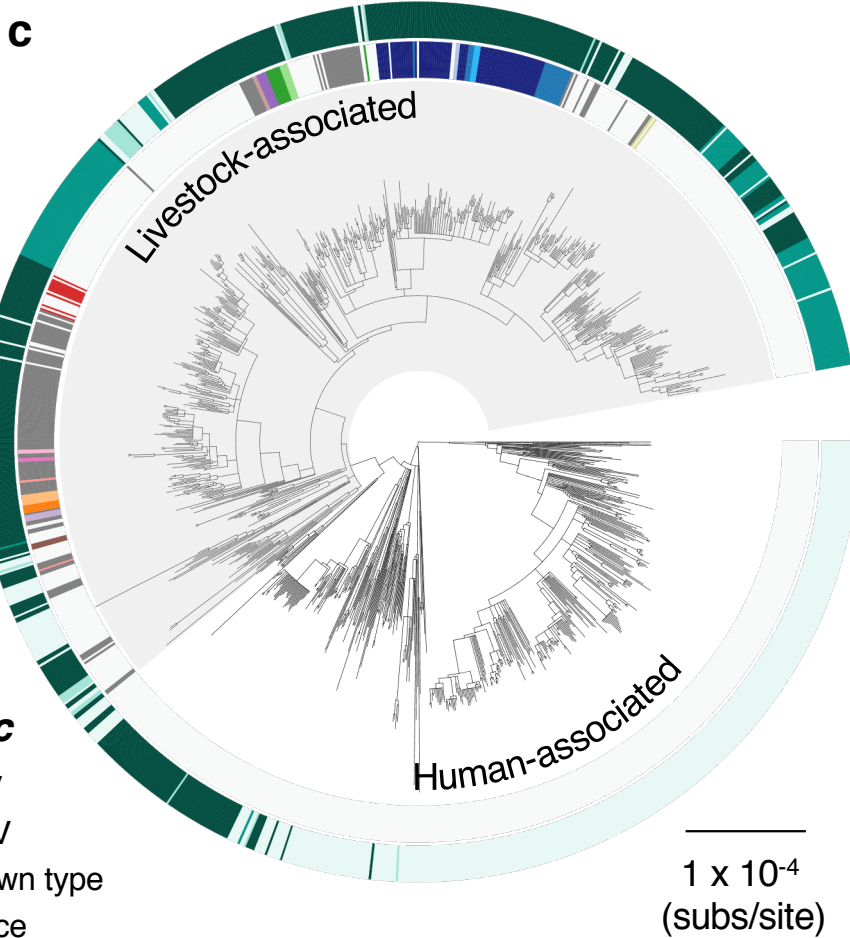 c
Livestock-associated
Human-associated
c
V
wn type
ce
1 x 10-4
(subs/site)